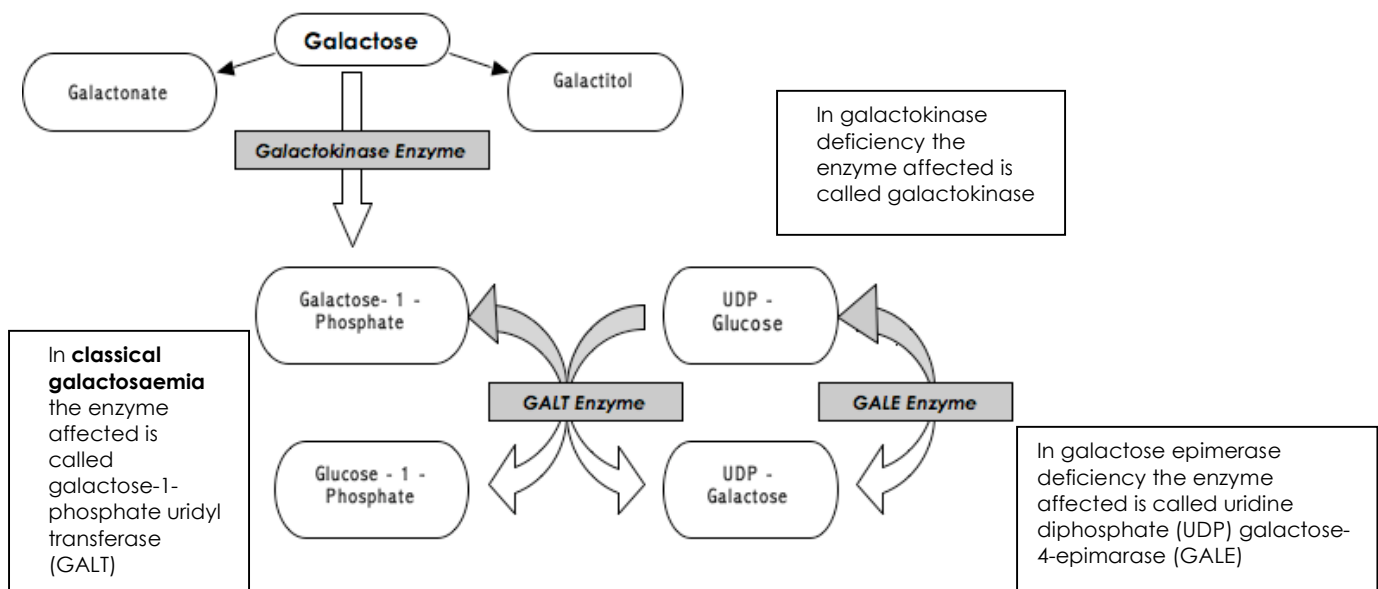 Galactose
Galactonate
Galactitol
Galactokinase Enzyme
In galactokinase
deficiency the
enzyme affected is
called galactokinase
Galactose- 1 -
Phosphate
UDP -
Glucose
In classical
galactosaemia
the enzyme
affected is
called
galactose-1-
phosphate uridyl
transferase
(GALT)
GALT Enzyme
GALE Enzyme
Glucose - 1 -
Phosphate
UDP -
Galactose
In galactose epimerase
deficiency the enzyme
affected is called uridine
diphosphate (UDP) galactose-
4-epimarase (GALE)